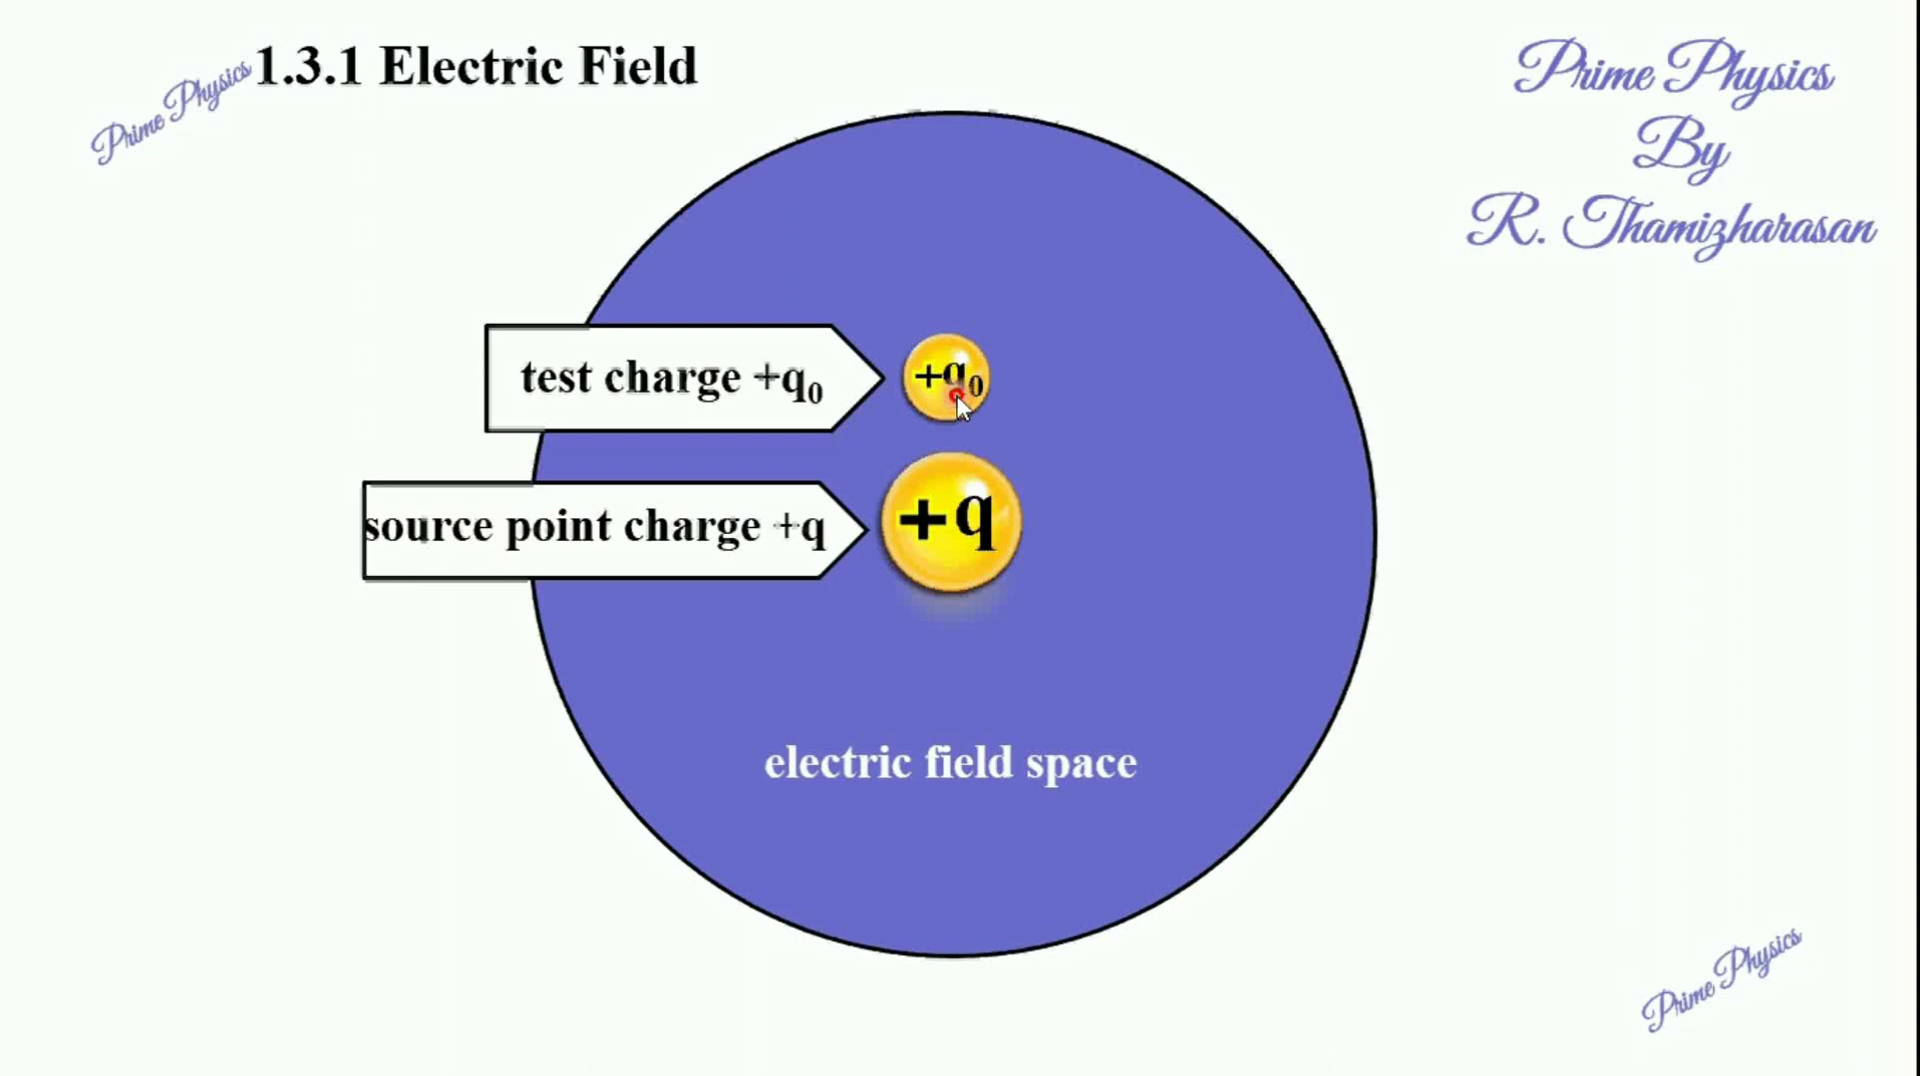 1.3.1 Electric Field
Prime Physics
Prime Physics
By
R. Thamizharasan
test charge +q₀
+q₀
source point charge +q
+q
electric field space
Prime Physics